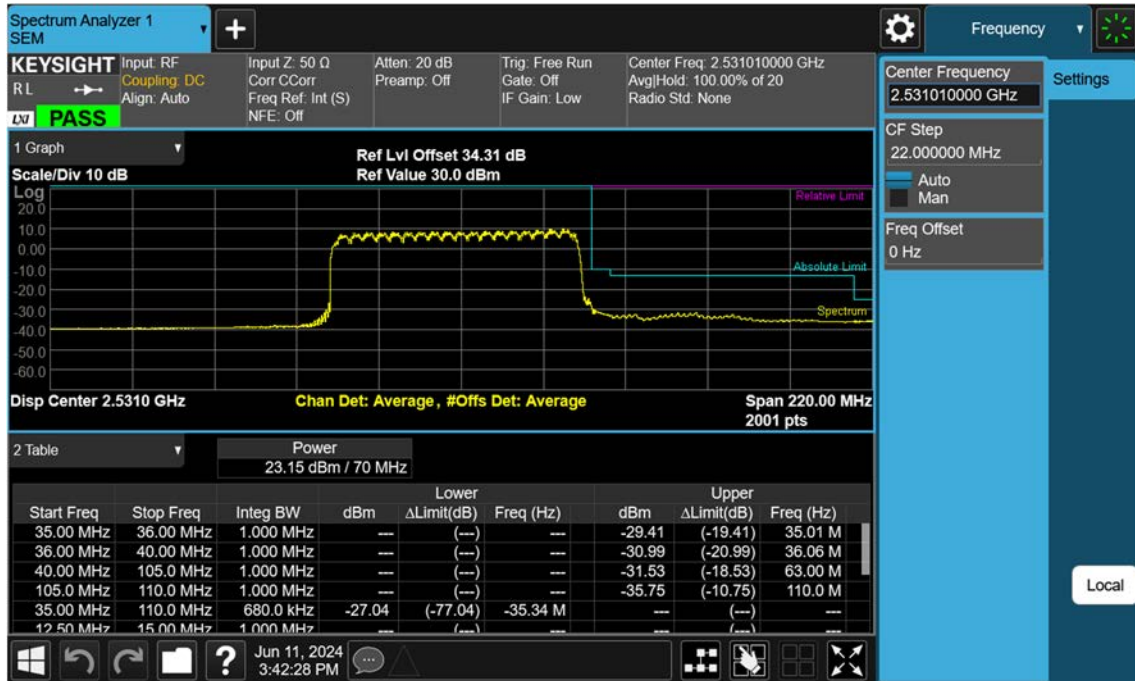 Spectrum Analyzer 1
SEM
Frequency
KEYSIGHT
Input: RF
Coupling: DC
Align: Auto
Input Z: 50 Ω
Corr CCorr
Freq Ref: Int (S)
NFE: Off
Atten: 20 dB
Preamp: Off
Trig: Free Run
Gate: Off
IF Gain: Low
Center Freq: 2.531010000 GHz
Avg|Hold: 100.00% of 20
Radio Std: None
RL
LXI PASS
Center Frequency
2.531010000 GHz
Settings
CF Step
22.000000 MHz
Auto
Man
Freq Offset
0 Hz
1 Graph
Ref Lvl Offset 34.31 dB
Scale/Div 10 dB
Ref Value 30.0 dBm
Log
20.0
10.0
0.00
-10.0
-20.0
-30.0
-40.0
-50.0
-60.0
Relative Limit
Absolute Limit
Spectrum
Disp Center 2.5310 GHz
Chan Det: Average, #Offs Det: Average
Span 220.00 MHz
2001 pts
2 Table
Power
23.15 dBm / 70 MHz
Lower Upper
Start Freq Stop Freq Integ BW dBm ΔLimit(dB) Freq (Hz) dBm ΔLimit(dB) Freq (Hz)
35.00 MHz 36.00 MHz 1.000 MHz --- (---) --- -29.41 (-19.41) 35.01 M
36.00 MHz 40.00 MHz 1.000 MHz --- (---) --- -30.99 (-20.99) 36.06 M
40.00 MHz 105.0 MHz 1.000 MHz --- (---) --- -31.53 (-18.53) 63.00 M
105.0 MHz 110.0 MHz 1.000 MHz --- (---) --- -35.75 (-10.75) 110.0 M
35.00 MHz 110.0 MHz 680.0 kHz -27.04 (-77.04) -35.34 M --- (---) ---
12.50 MHz 15.00 MHz 1.000 MHz --- (---) --- --- (---) ---
Local
?
Jun 11, 2024
3:42:28 PM